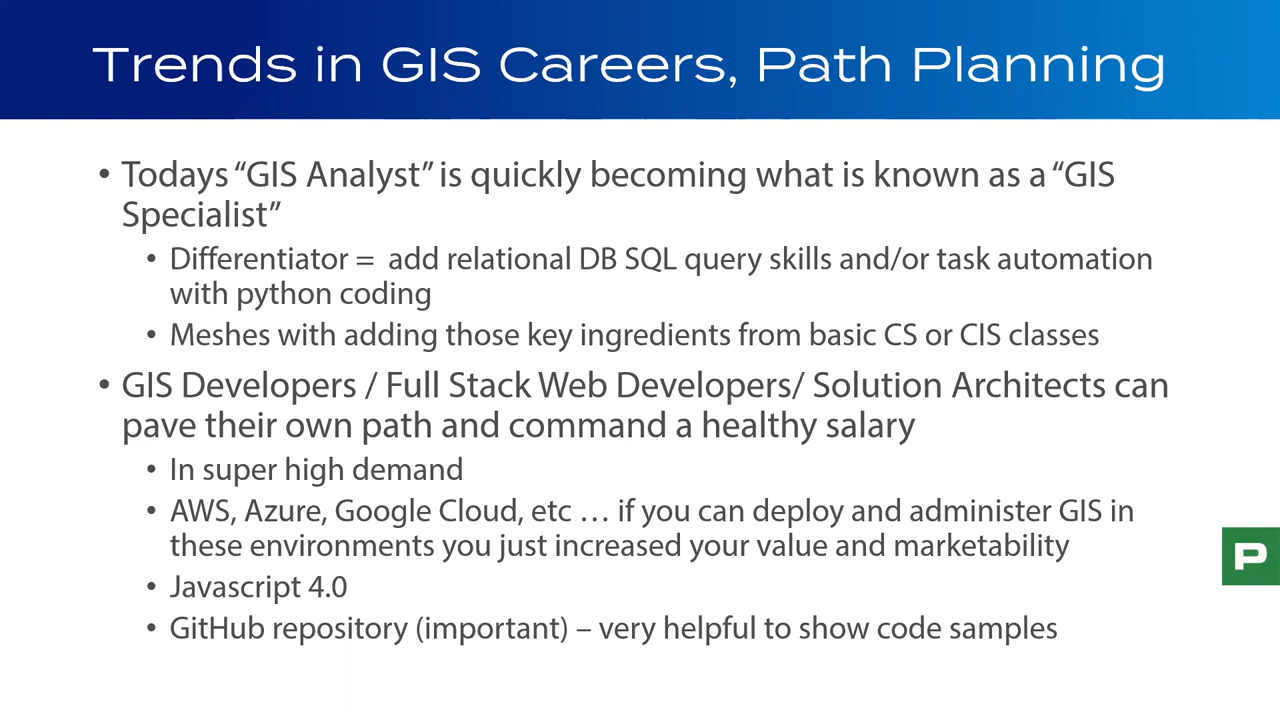 Trends in GIS Careers, Path Planning
• Todays “GIS Analyst” is quickly becoming what is known as a “GIS
Specialist”
• Differentiator = add relational DB SQL query skills and/or task automation
with python coding
• Meshes with adding those key ingredients from basic CS or CIS classes
• GIS Developers / Full Stack Web Developers/ Solution Architects can
pave their own path and command a healthy salary
• In super high demand
• AWS, Azure, Google Cloud, etc … if you can deploy and administer GIS in
these environments you just increased your value and marketability
• Javascript 4.0
• GitHub repository (important) – very helpful to show code samples
P